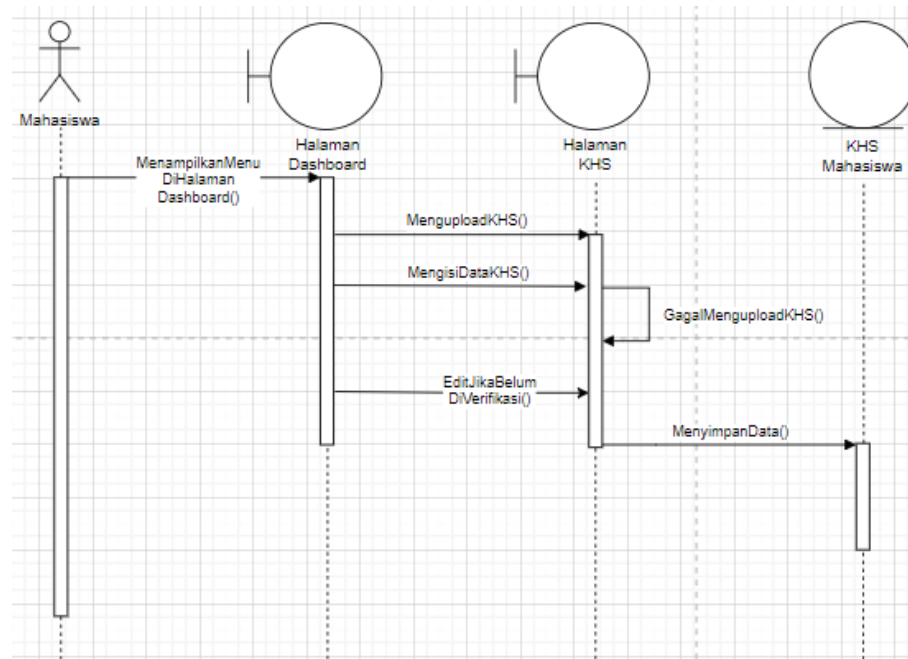 Mahasiswa
Halaman
Dashboard
Halaman
KHS
KHS
Mahasiswa
MenampilkanMenu
DiHalaman
Dashboard()
MenguploadKHS()
MengisiDataKHS()
GagalMenguploadKHS()
EditJikaBelum
DiVerifikasi()
MenyimpanData()